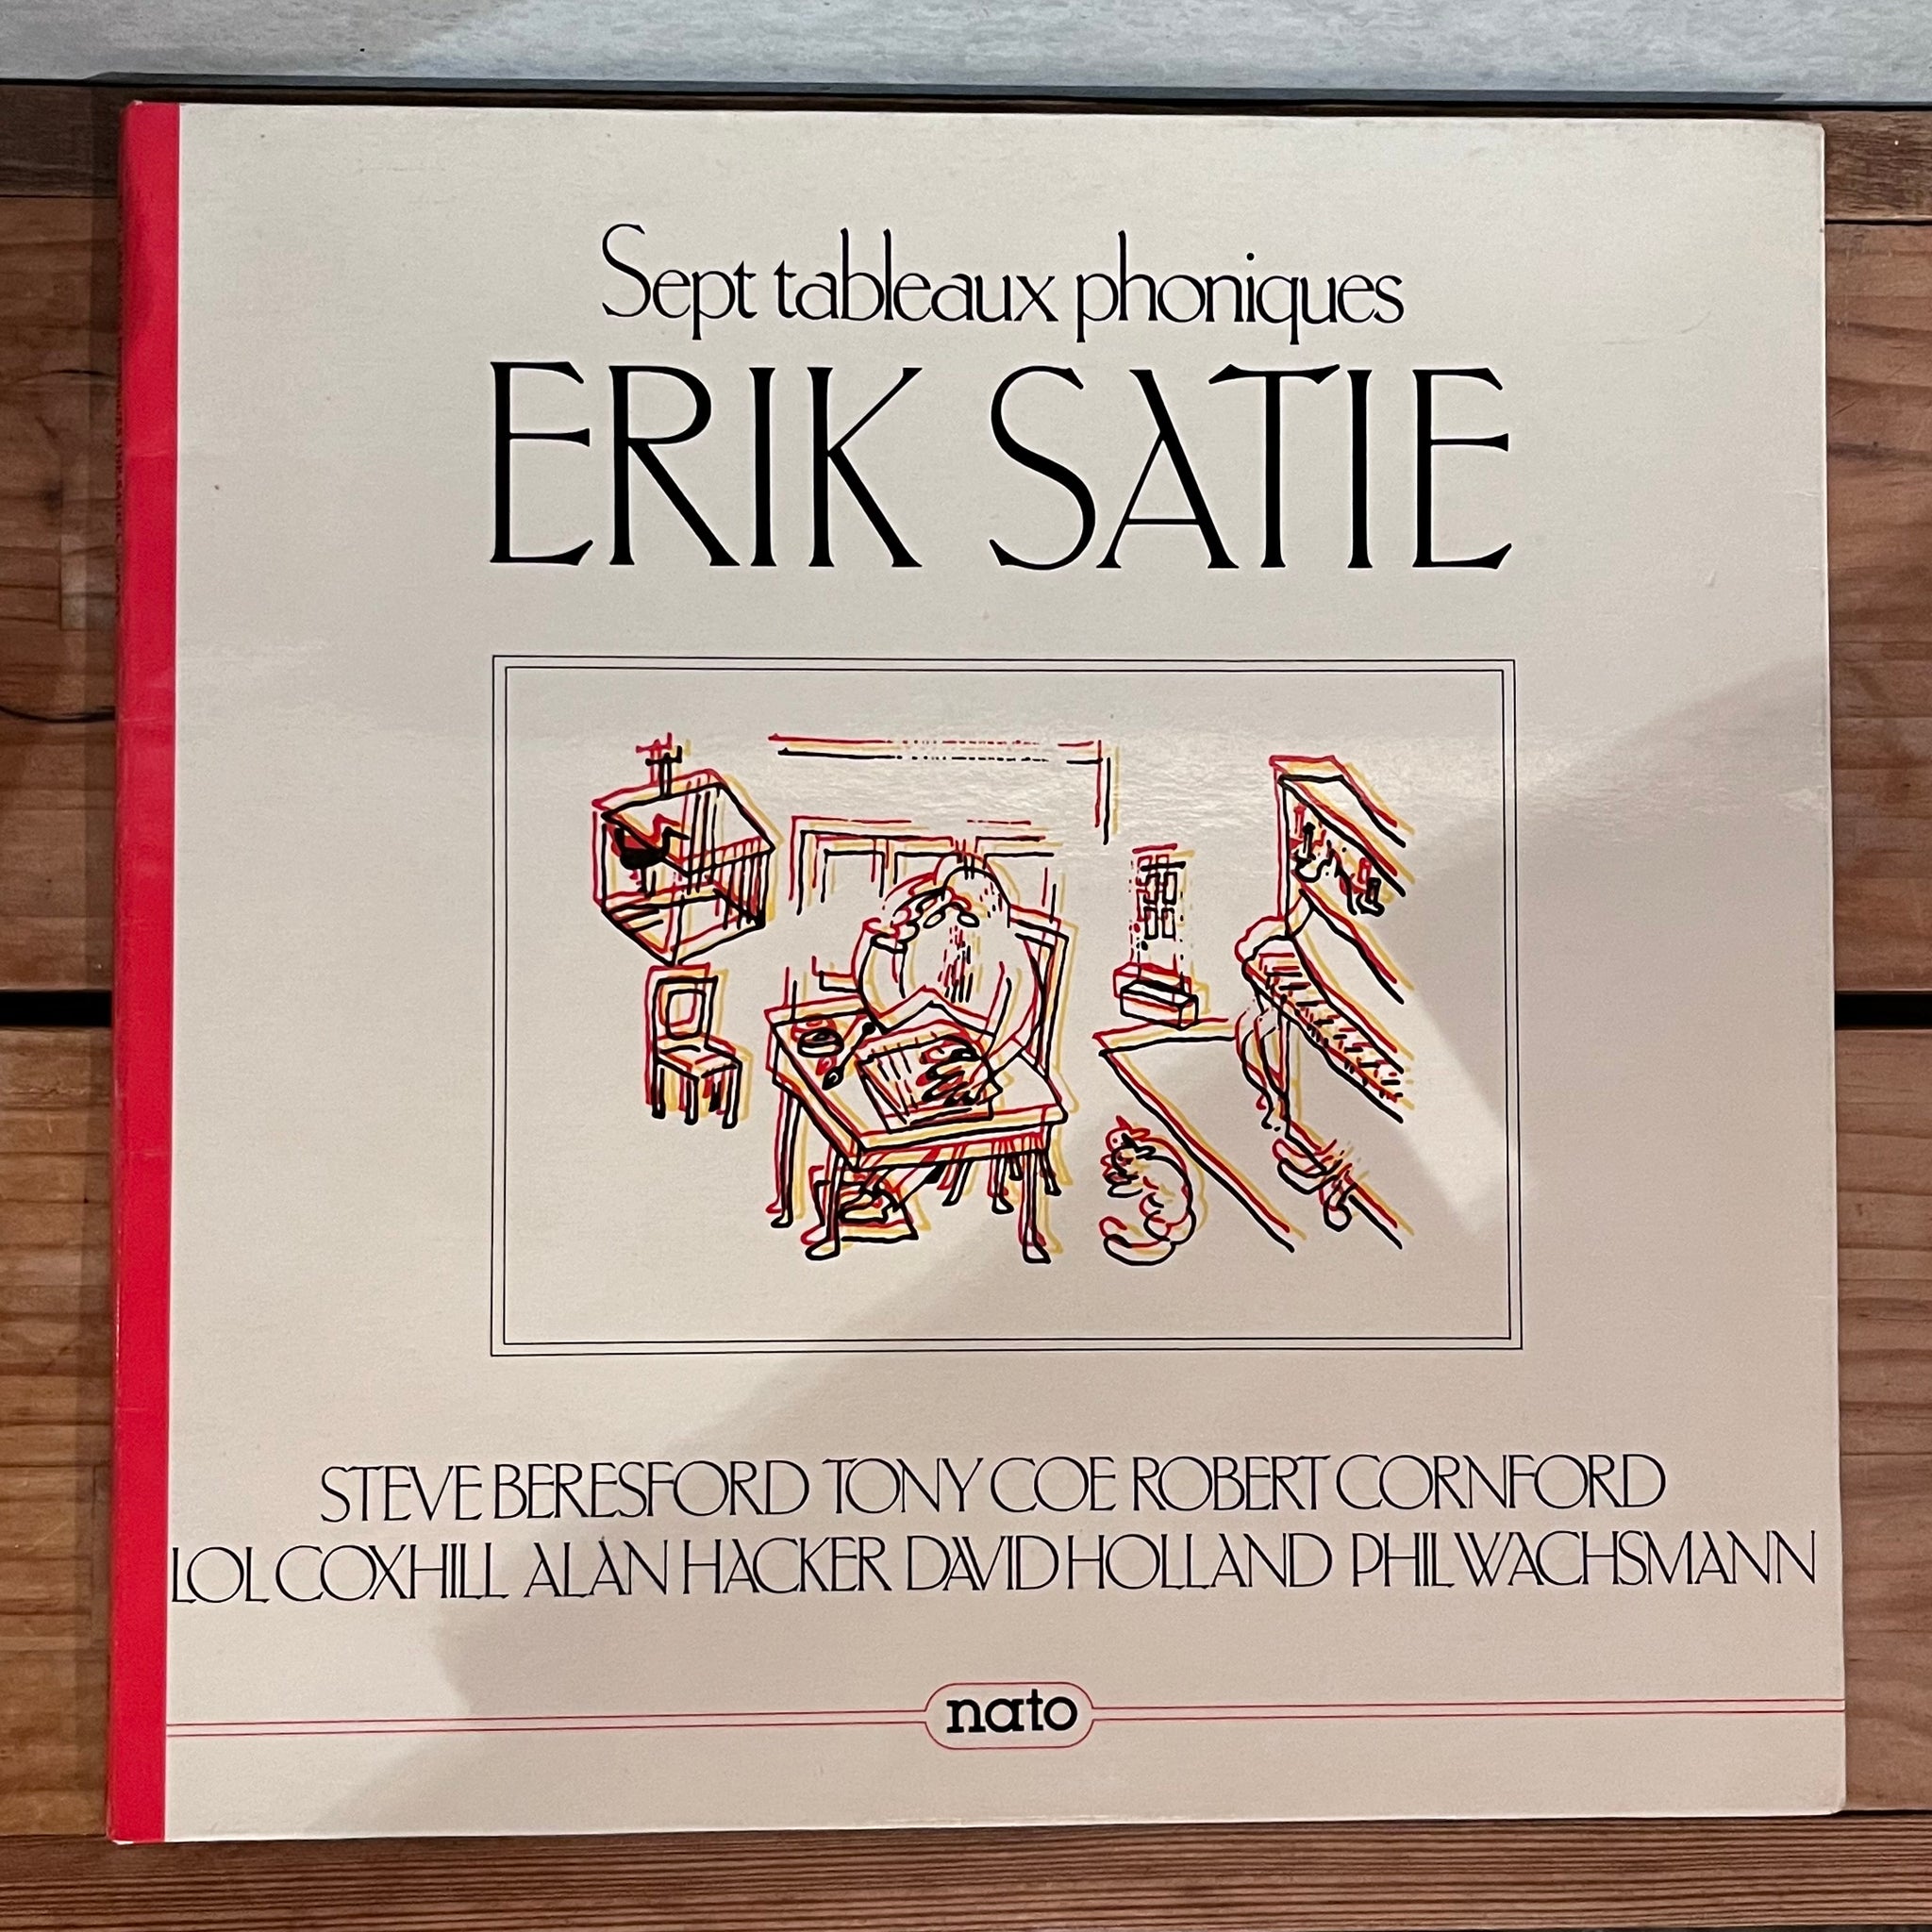 Sept tableaux phoniques
ERIK SATIE
STEVE BERESFORD TONY COE ROBERT CORNFORD
LOL COXHILL ALAN HACKER DAVID HOLLAND PHIL WACHSMANN
nato